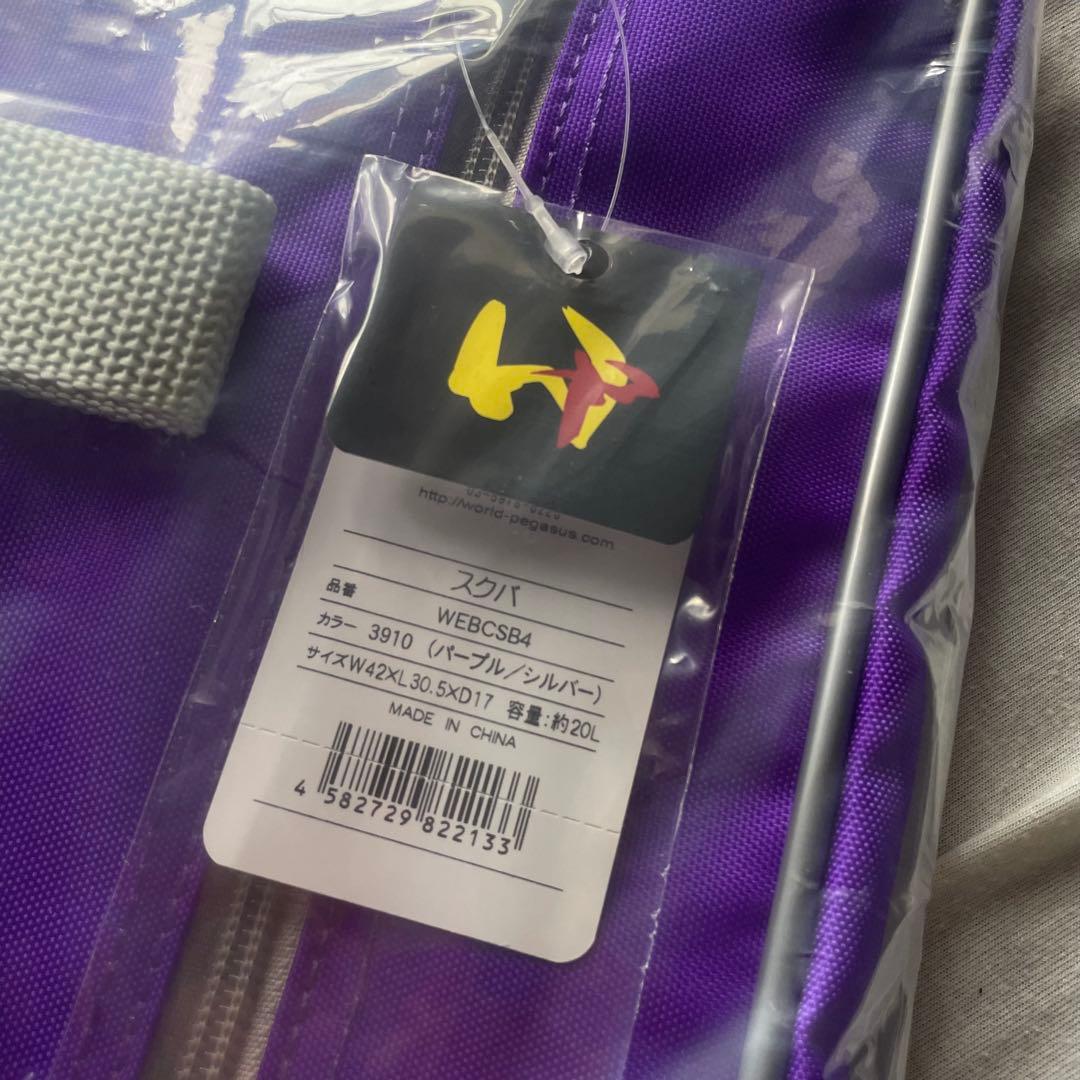 http://world-pegasus.com
スクバ
品番 WEBCSB4
カラー 3910 (パープル/シルバー)
サイズW42×L30.5×D17 容量:約20L
MADE IN CHINA
4 582729 822133